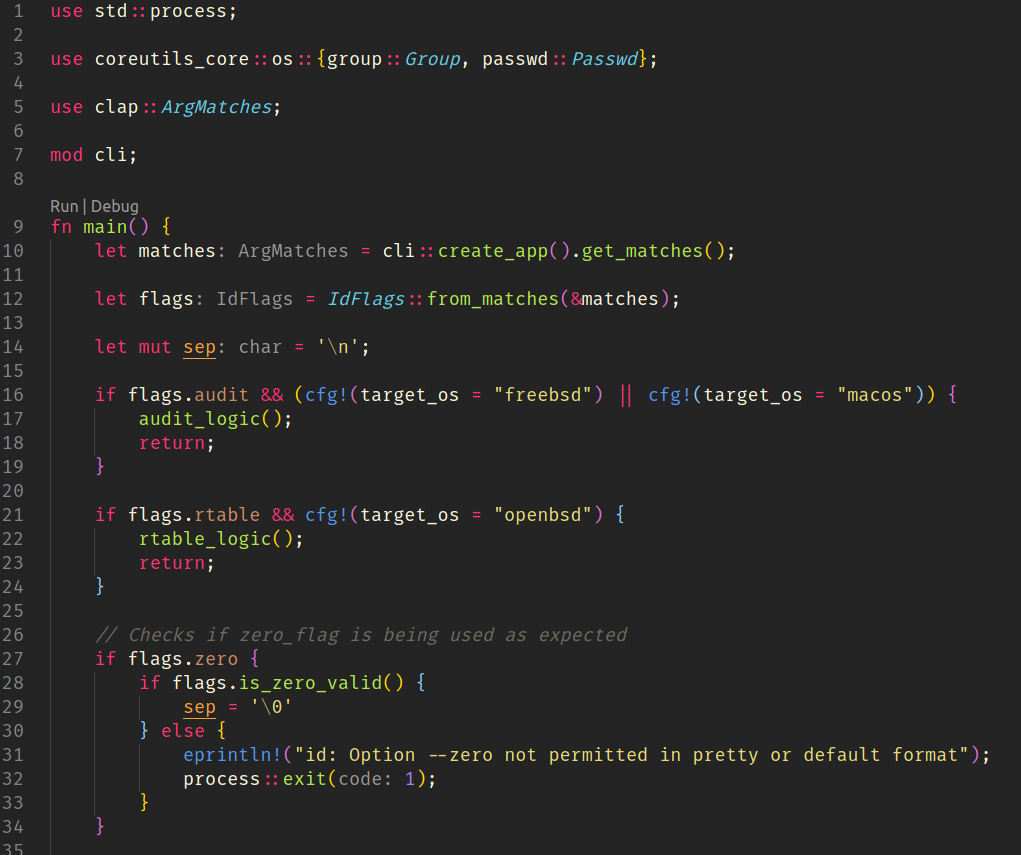 1 use std::process;
2
3 use coreutils_core::os::{group::Group, passwd::Passwd};
4
5 use clap::ArgMatches;
6
7 mod cli;
8
Run | Debug
9 fn main() {
10 let matches: ArgMatches = cli::create_app().get_matches();
11
12 let flags: IdFlags = IdFlags::from_matches(&matches);
13
14 let mut sep: char = '\n';
15
16 if flags.audit && (cfg!(target_os = "freebsd") || cfg!(target_os = "macos")) {
17 audit_logic();
18 return;
19 }
20
21 if flags.rtable && cfg!(target_os = "openbsd") {
22 rtable_logic();
23 return;
24 }
25
26 // Checks if zero_flag is being used as expected
27 if flags.zero {
28 if flags.is_zero_valid() {
29 sep = '\0'
30 } else {
31 eprintln!("id: Option --zero not permitted in pretty or default format");
32 process::exit(code: 1);
33 }
34 }
35